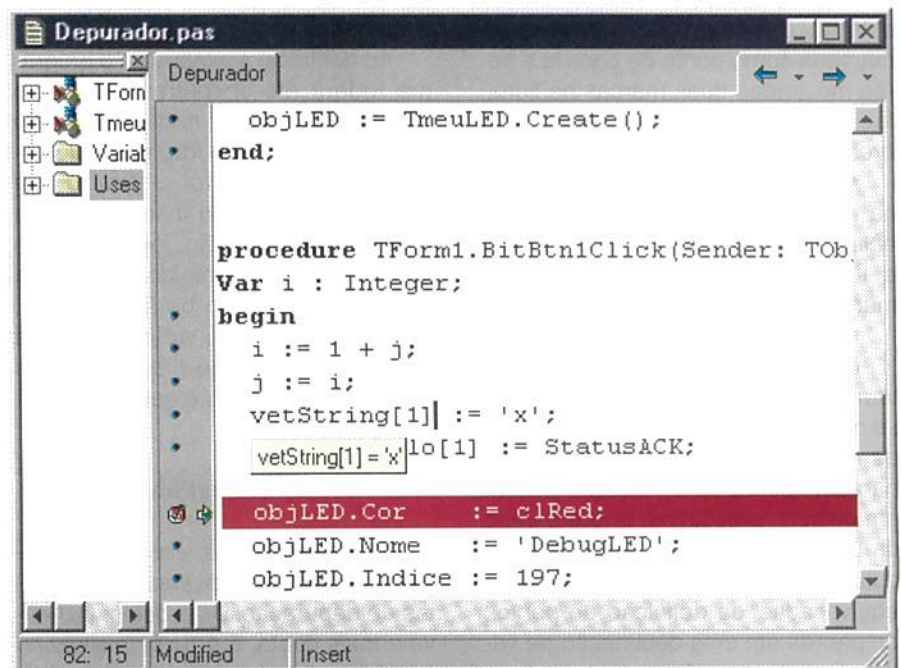 Depurador.pas
TForn
Tmeu
Variat
Uses
Depurador
objLED := TmeuLED.Create();
end;
procedure TForm1.BitBtn1Click(Sender: TOb
Var i : Integer;
begin
i := 1 + j;
j := i;
vetString[1] := 'x';
vetString[1] = 'x'
lo[1] := StatusACK;
objLED.Cor := clRed;
objLED.Nome := 'DebugLED';
objLED.Indice := 197;
82: 15 Modified Insert